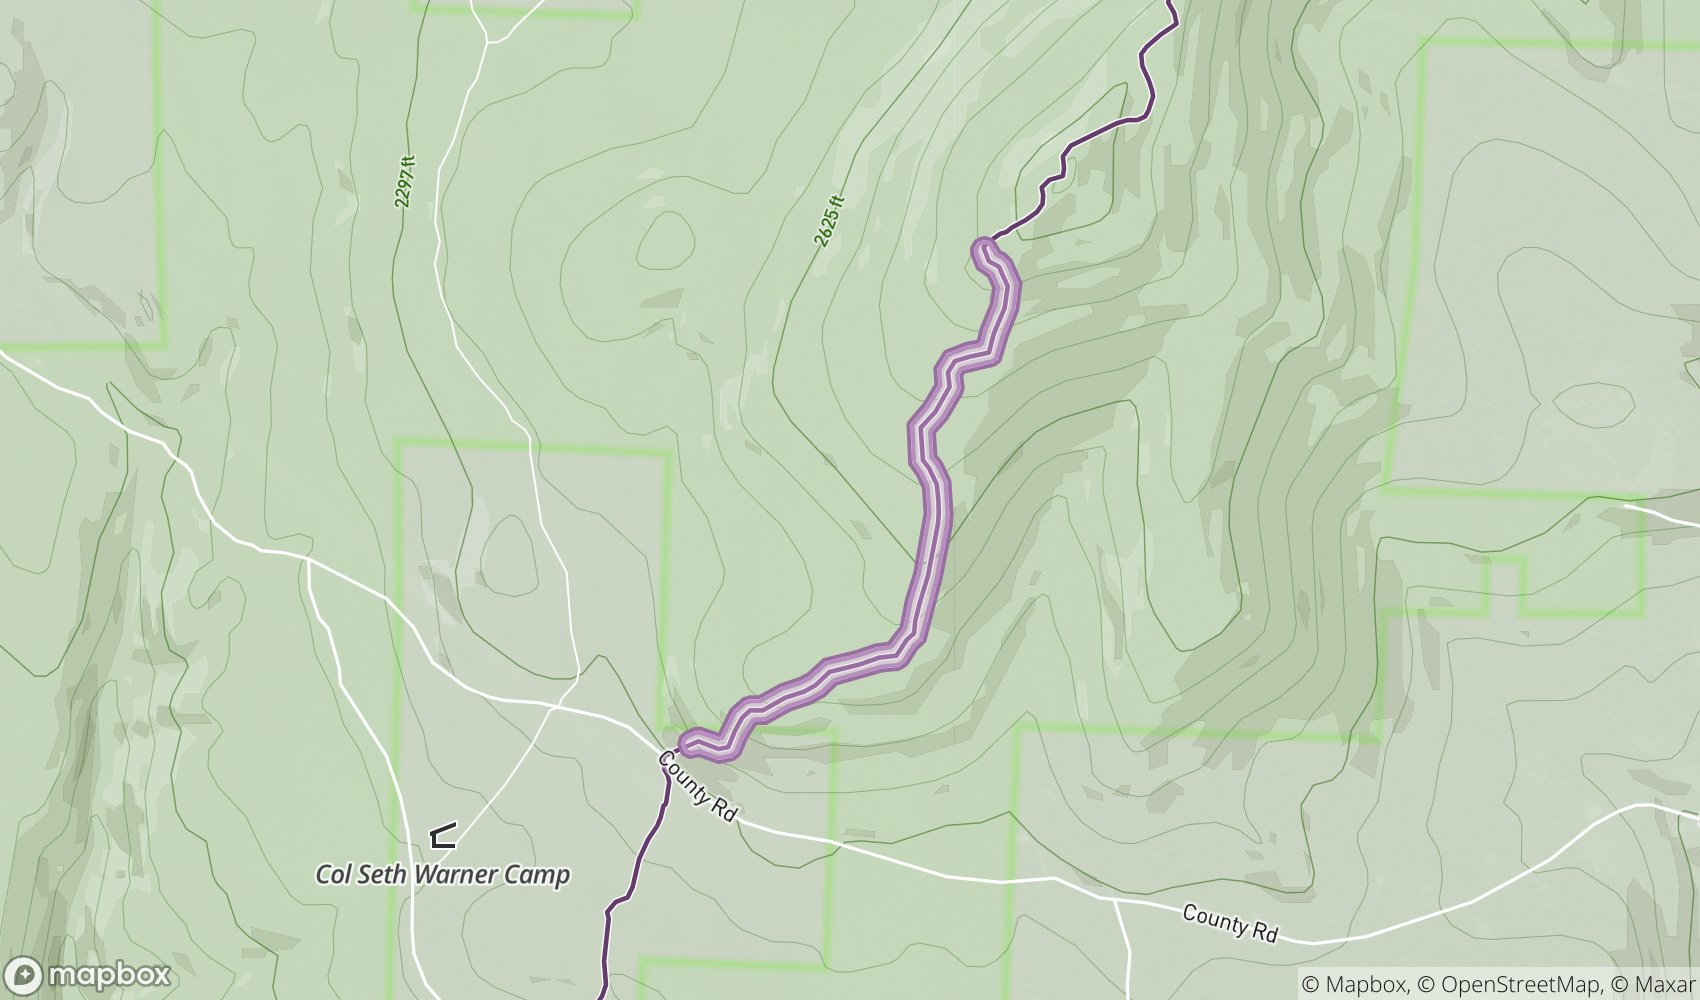 2297 ft
2625 ft
County Rd
Col Seth Warner Camp
County Rd
mapbox
© Mapbox, © OpenStreetMap, © Maxar